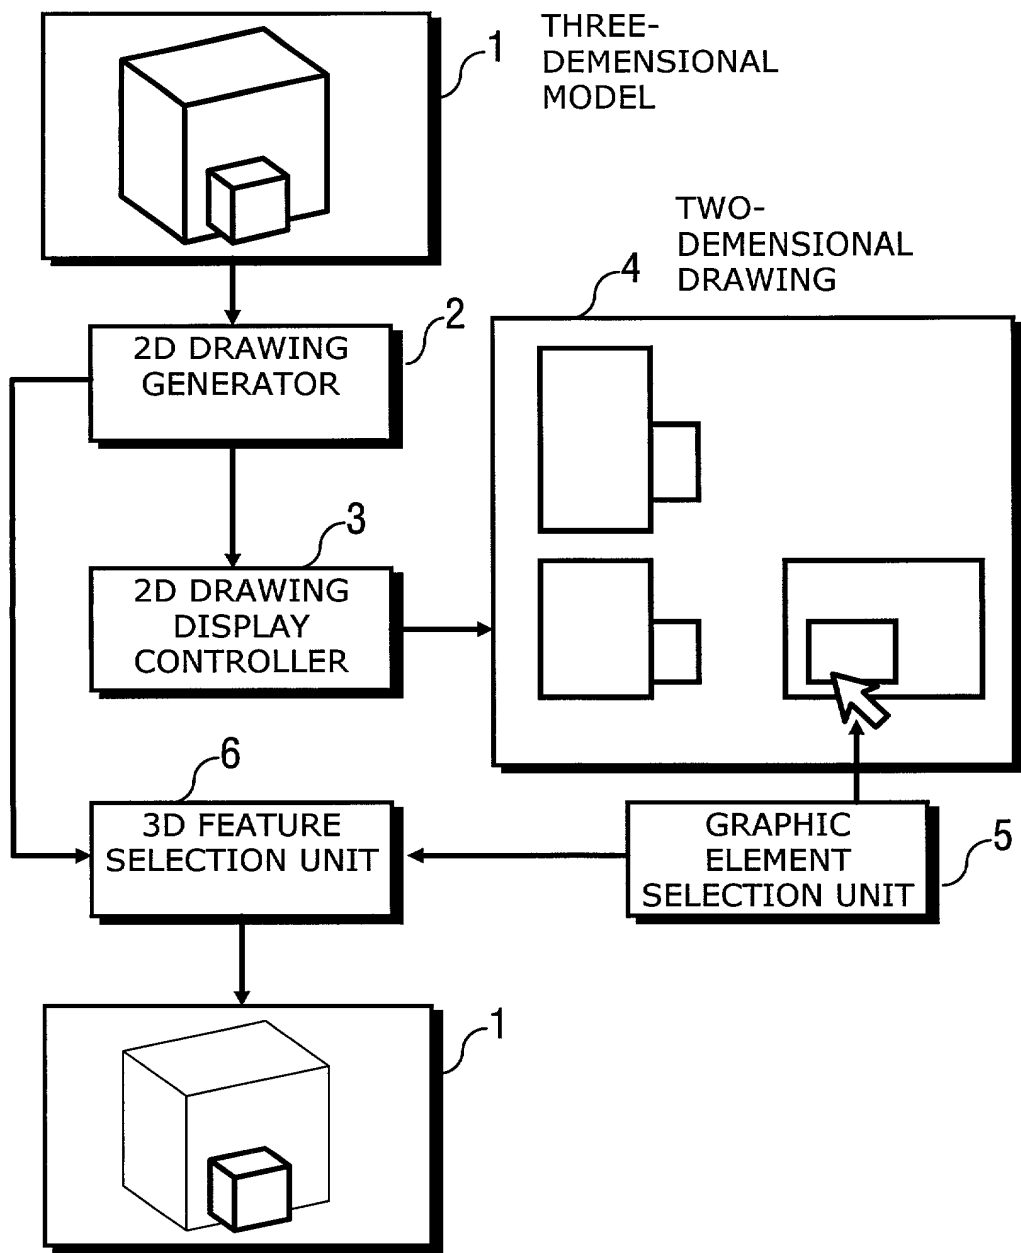 1
THREE-
DEMENSIONAL
MODEL
TWO-
DEMENSIONAL
DRAWING
4
2
2D DRAWING
GENERATOR
3
2D DRAWING
DISPLAY
CONTROLLER
6
3D FEATURE
SELECTION UNIT
GRAPHIC
ELEMENT
SELECTION UNIT
5
1